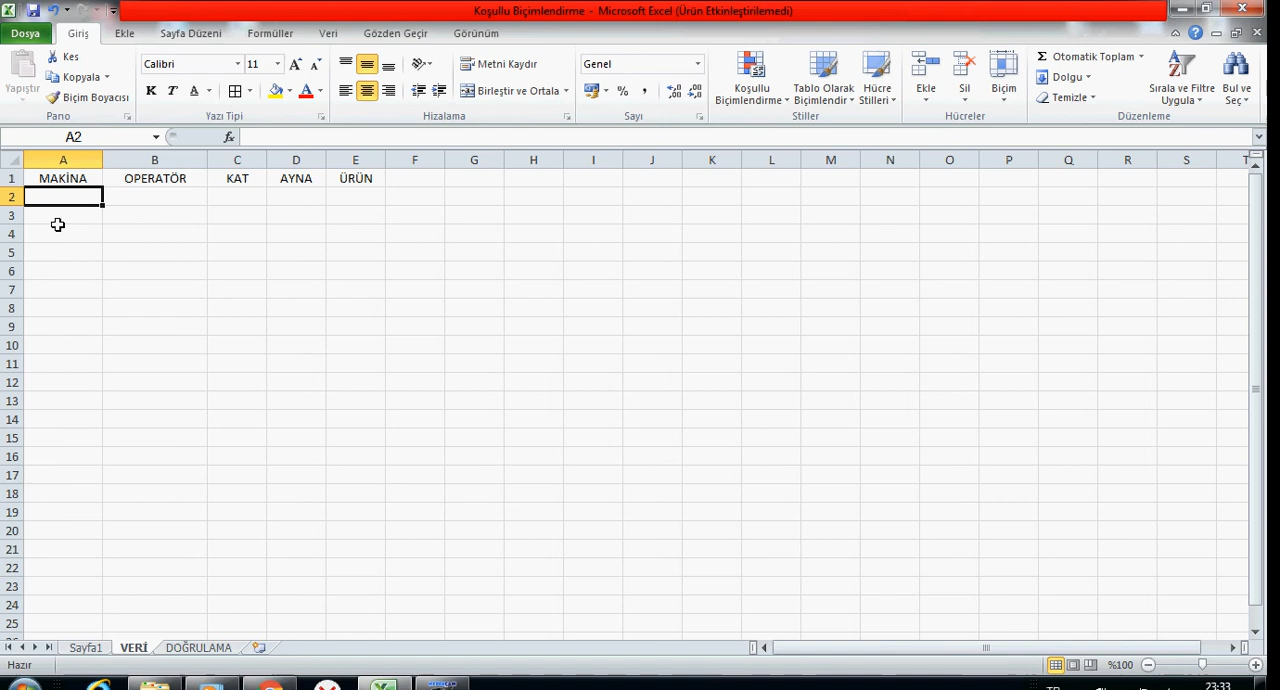 Koşullu Biçimlendirme - Microsoft Excel (Ürün Etkinleştirilemedi)
Dosya Giriş Ekle Sayfa Düzeni Formüller Veri Gözden Geçir Görünüm
Yapıştır
Kes
Kopyala
Biçim Boyacısı
Pano
Calibri 11
K T A
Yazı Tipi
Metni Kaydır
Birleştir ve Ortala
Hizalama
Genel
%
Sayı
Koşullu Biçimlendirme
Tablo Olarak Biçimlendir
Hücre Stilleri
Stiller
Ekle Sil Biçim
Hücreler
Σ Otomatik Toplam
Dolgu
Temizle
Sırala ve Filtre Uygula
Bul ve Seç
Düzenleme
A2 fx
A B C D E F G H I J K L M N O P Q R S T
1 MAKİNA OPERATÖR KAT AYNA ÜRÜN
2
3
4
5
6
7
8
9
10
11
12
13
14
15
16
17
18
19
20
21
22
23
24
25
Sayfa1 VERİ DOĞRULAMA
Hazır %100
23:33